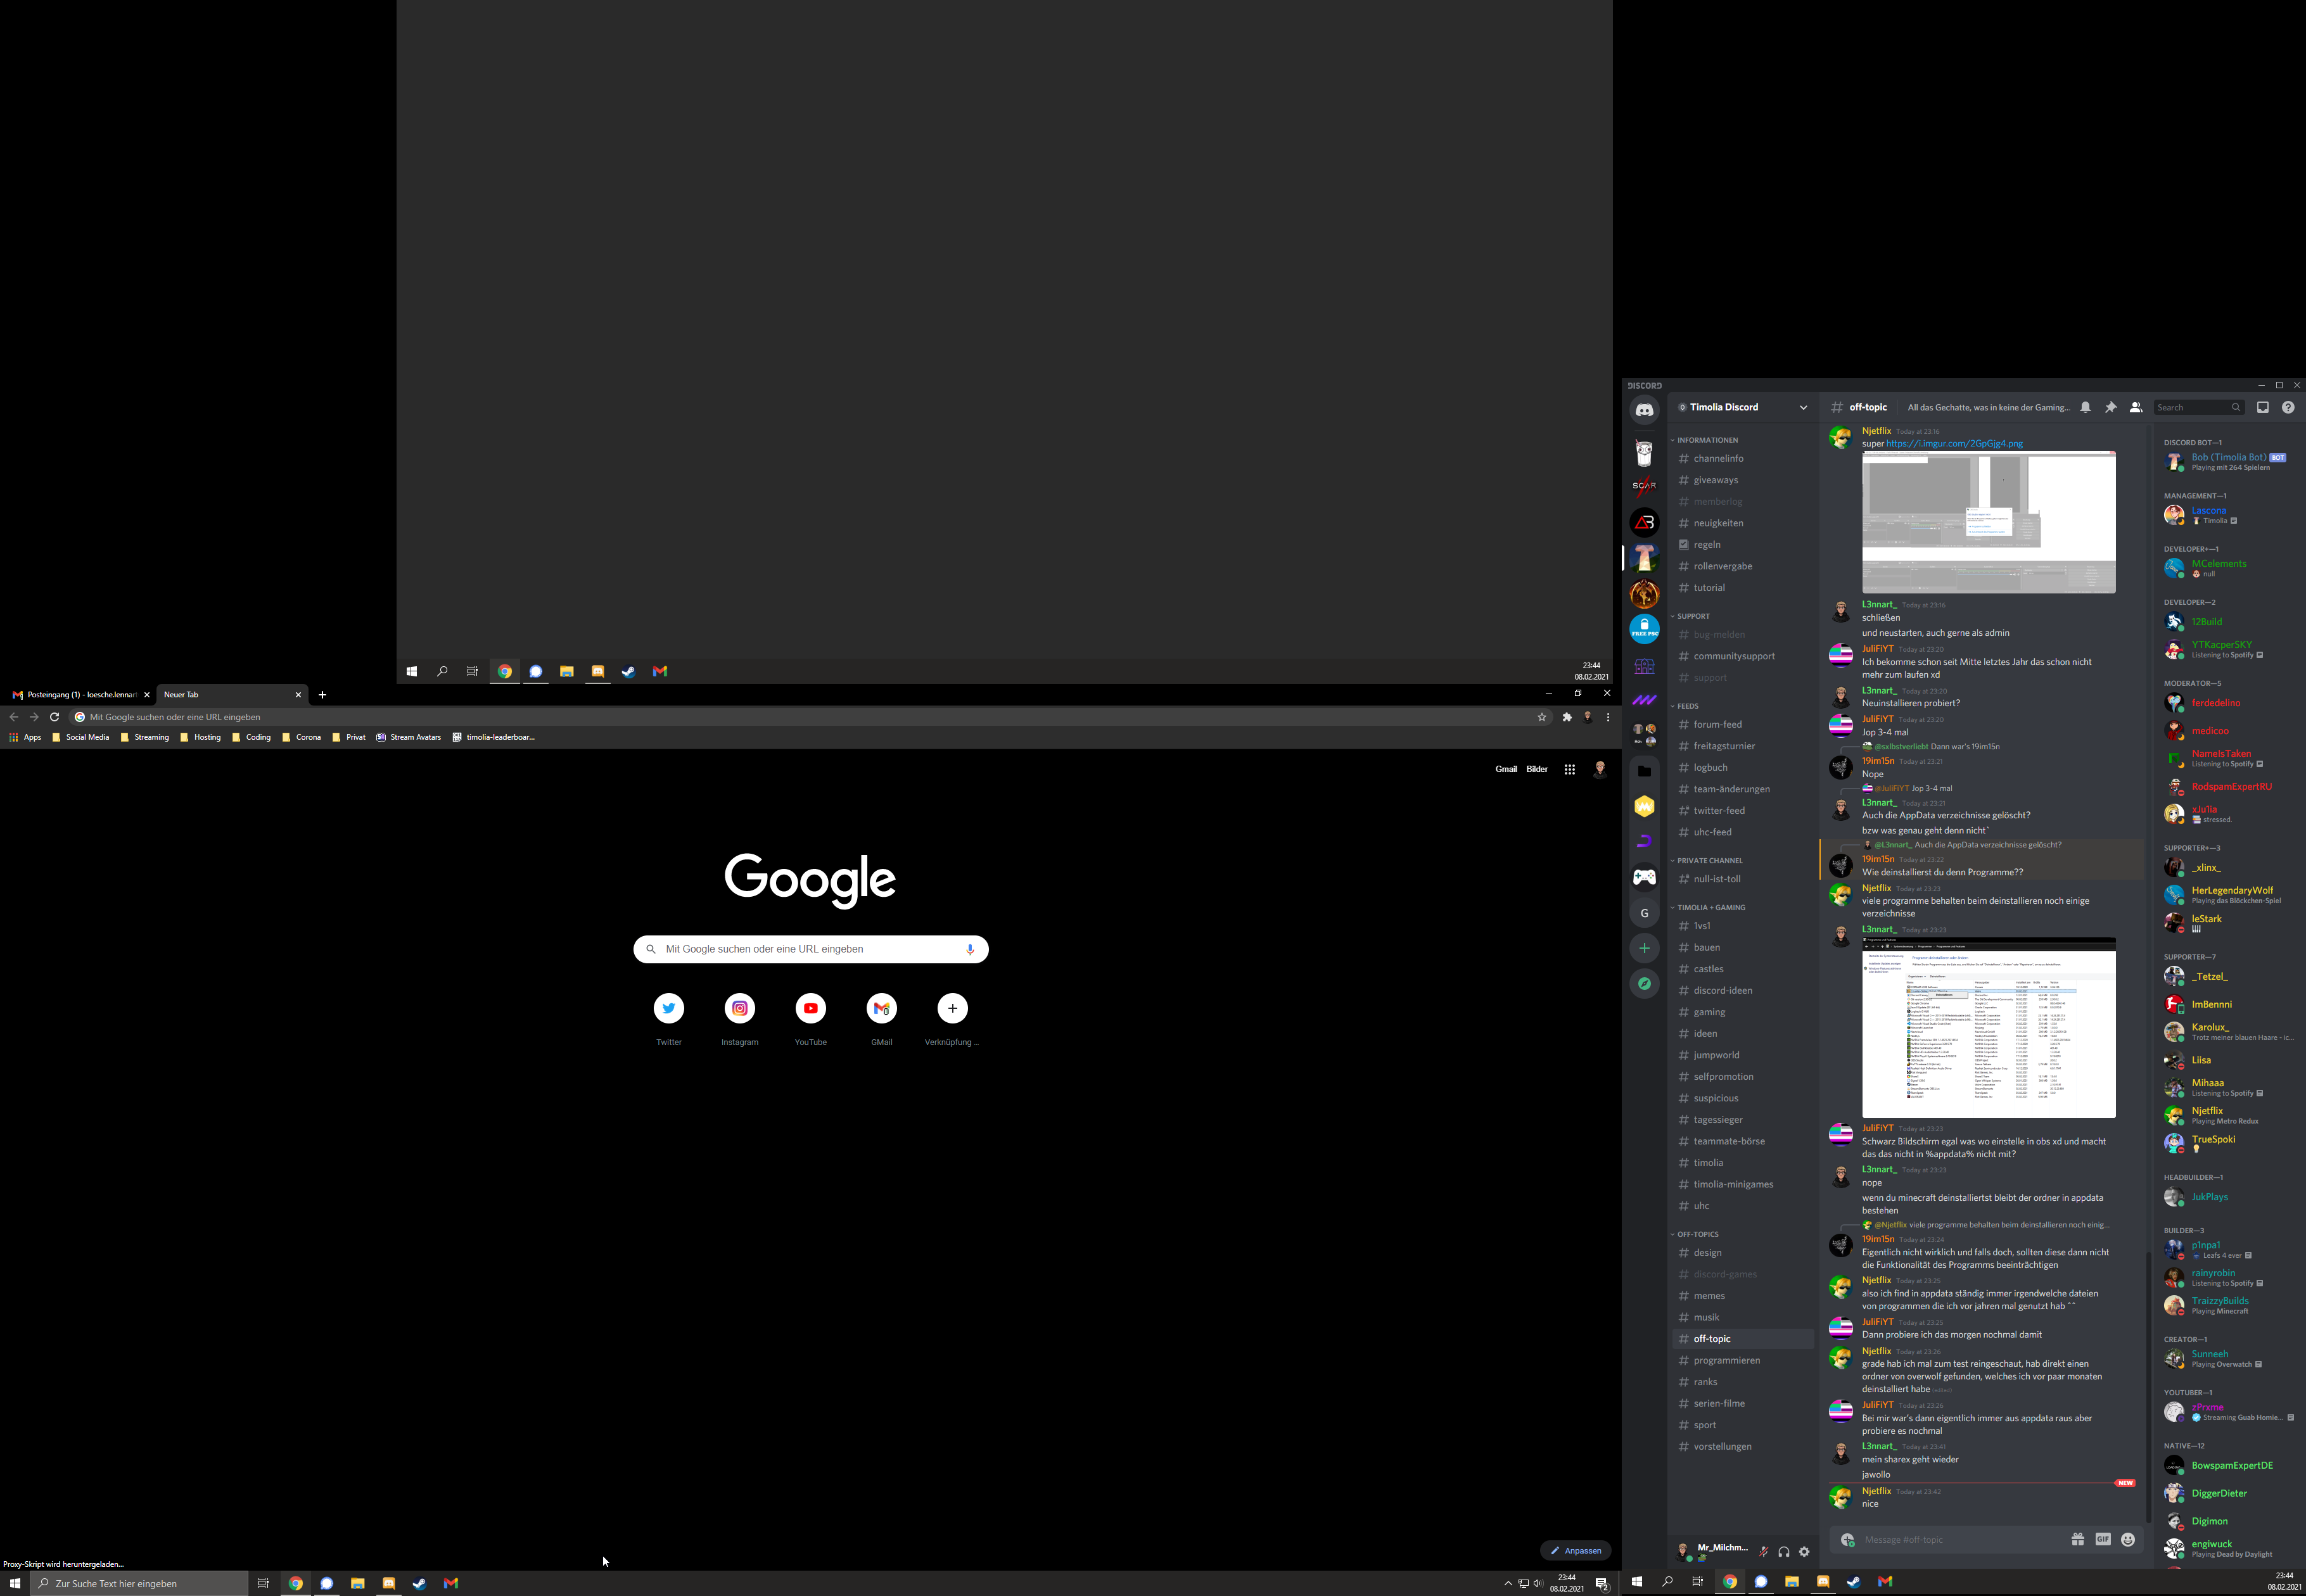 23:44
08.02.2021
Posteingang (1) - loesche.lennart
Neuer Tab
Mit Google suchen oder eine URL eingeben
Apps
Social Media
Streaming
Hosting
Coding
Corona
Privat
Stream Avatars
timolia-leaderboar...
Gmail
Bilder
Google
Mit Google suchen oder eine URL eingeben
Twitter
Instagram
YouTube
GMail
Verknüpfung ...
Anpassen
Proxy-Skript wird heruntergeladen...
Zur Suche Text hier eingeben
23:44
08.02.2021
2
DISCORD
SCAR
FREE PSC
G
Timolia Discord
INFORMATIONEN
channelinfo
giveaways
memberlog
neuigkeiten
regeln
rollenvergabe
tutorial
SUPPORT
bug-melden
communitysupport
support
FEEDS
forum-feed
freitagsturnier
logbuch
team-änderungen
twitter-feed
uhc-feed
PRIVATE CHANNEL
null-ist-toll
TIMOLIA + GAMING
1vs1
bauen
castles
discord-ideen
gaming
ideen
jumpworld
selfpromotion
suspicious
tagessieger
teammate-börse
timolia
timolia-minigames
uhc
OFF-TOPICS
design
discord-games
memes
musik
off-topic
programmieren
ranks
serien-filme
sport
vorstellungen
Mr_Milchm...
# off-topic
All das Gechatte, was in keine der Gaming...
Search
Njetflix Today at 23:16
super https://i.imgur.com/2GpGjg4.png
L3nnart_ Today at 23:16
schließen
und neustarten, auch gerne als admin
JuliFiYT Today at 23:20
Ich bekomme schon seit Mitte letztes Jahr das schon nicht
mehr zum laufen xd
L3nnart_ Today at 23:20
Neuinstallieren probiert?
JuliFiYT Today at 23:20
Jop 3-4 mal
@sxlbstverliebt Dann war's 19im15n
19im15n Today at 23:21
Nope
@JuliFiYT Jop 3-4 mal
L3nnart_ Today at 23:21
Auch die AppData verzeichnisse gelöscht?
bzw was genau geht denn nicht`
@L3nnart_ Auch die AppData verzeichnisse gelöscht?
19im15n Today at 23:22
Wie deinstallierst du denn Programme??
Njetflix Today at 23:23
viele programme behalten beim deinstallieren noch einige
verzeichnisse
L3nnart_ Today at 23:23
JuliFiYT Today at 23:23
Schwarz Bildschirm egal was wo einstelle in obs xd und macht
das das nicht in %appdata% nicht mit?
L3nnart_ Today at 23:23
nope
wenn du minecraft deinstalliertst bleibt der ordner in appdata
bestehen
@Njetflix viele programme behalten beim deinstallieren noch einig...
19im15n Today at 23:24
Eigentlich nicht wirklich und falls doch, sollten diese dann nicht
die Funktionalität des Programms beeinträchtigen
Njetflix Today at 23:25
also ich find in appdata ständig immer irgendwelche dateien
von programmen die ich vor jahren mal genutzt hab ^^
JuliFiYT Today at 23:25
Dann probiere ich das morgen nochmal damit
Njetflix Today at 23:26
grade hab ich mal zum test reingeschaut, hab direkt einen
ordner von overwolf gefunden, welches ich vor paar monaten
deinstalliert habe (edited)
JuliFiYT Today at 23:26
Bei mir war's dann eigentlich immer aus appdata raus aber
probiere es nochmal
L3nnart_ Today at 23:41
mein sharex geht wieder
jawollo
NEW
Njetflix Today at 23:42
nice
Message #off-topic
GIF
DISCORD BOT—1
Bob (Timolia Bot) BOT
Playing mit 264 Spielern
MANAGEMENT—1
Lascona
Timolia
DEVELOPER+—1
MCelements
null
DEVELOPER—2
12Build
YTKacperSKY
Listening to Spotify
MODERATOR—5
ferdedelino
medicoo
NameIsTaken
Listening to Spotify
RodspamExpertRU
xJu1ia
stressed.
SUPPORTER+—3
_xlinx_
HerLegendaryWolf
Playing das Blöckchen-Spiel
leStark
SUPPORTER—7
_Tetzel_
ImBennni
Karolux_
Trotz meiner blauen Haare - ic...
Liisa
Mihaaa
Listening to Spotify
Njetflix
Playing Metro Redux
TrueSpoki
HEADBUILDER—1
JukPlays
BUILDER—3
p1npa1
Leafs 4 ever
rainyrobin
Listening to Spotify
TraizzyBuilds
Playing Minecraft
CREATOR—1
Sunneeh
Playing Overwatch
YOUTUBER—1
zPrxme
Streaming Guab Homie...
NATIVE—12
BowspamExpertDE
DiggerDieter
Digimon
engiwuck
Playing Dead by Daylight
23:44
08.02.2021